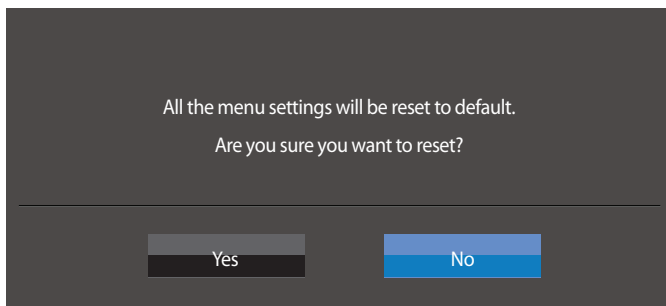 All the menu settings will be reset to default.
Are you sure you want to reset?
Yes No